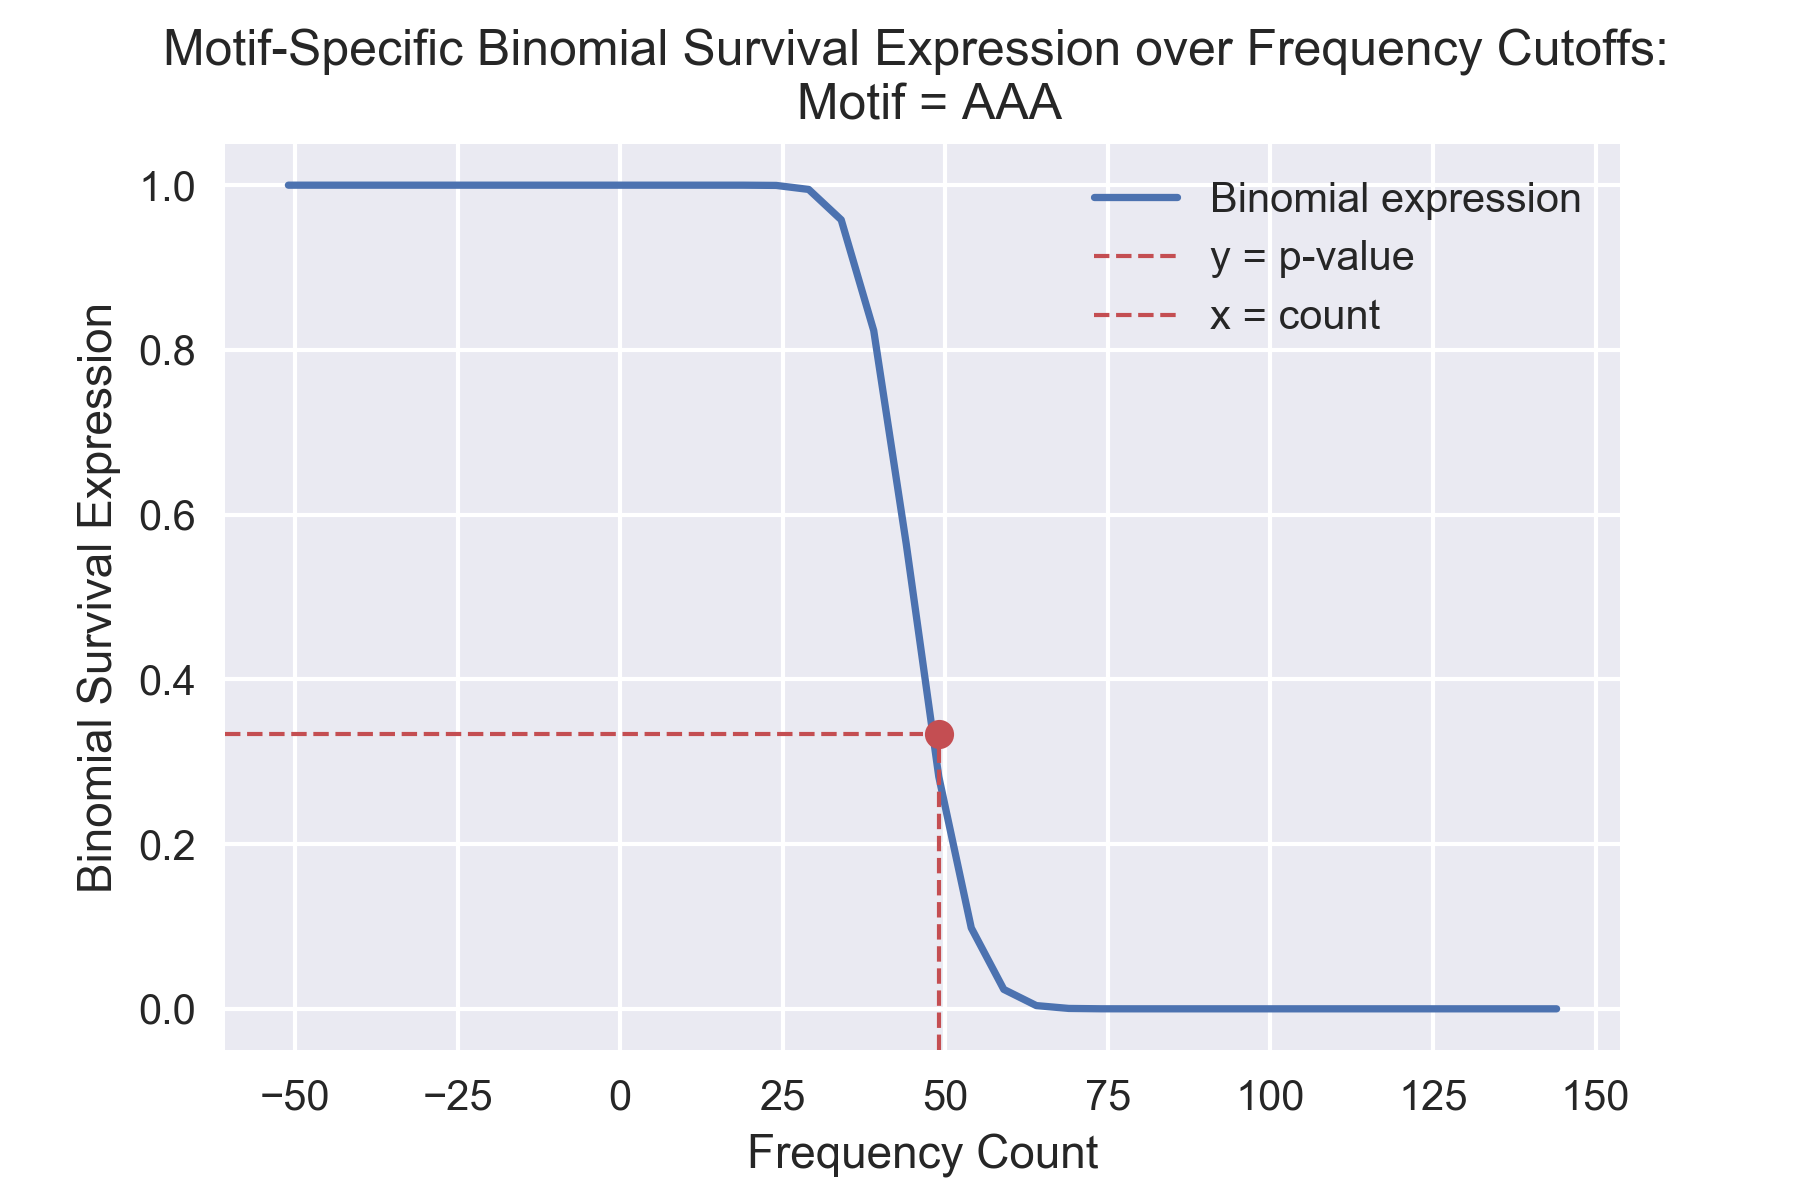 Motif-Specific Binomial Survival Expression over Frequency Cutoffs:
Motif = AAA
Binomial expression
y = p-value
x = count
Binomial Survival Expression
1.0
0.8
0.6
0.4
0.2
0.0
−50 −25 0 25 50 75 100 125 150
Frequency Count